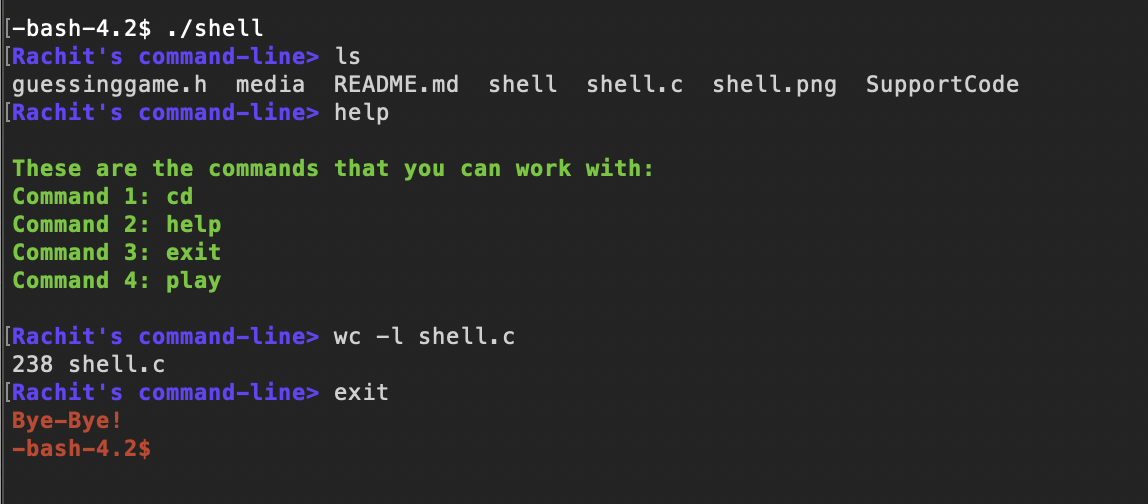 [-bash-4.2$ ./shell
[Rachit's command-line> ls
guessinggame.h  media  README.md  shell  shell.c  shell.png  SupportCode
[Rachit's command-line> help
These are the commands that you can work with:
Command 1: cd
Command 2: help
Command 3: exit
Command 4: play
[Rachit's command-line> wc -l shell.c
238 shell.c
[Rachit's command-line> exit
Bye-Bye!
-bash-4.2$